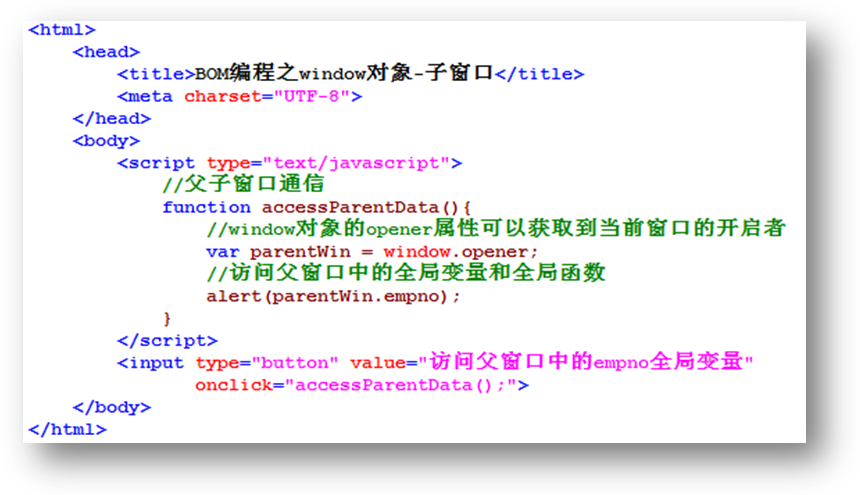 <html>
<head>
<title>BOM编程之window对象-子窗口</title>
<meta charset="UTF-8">
</head>
<body>
<script type="text/javascript">
//父子窗口通信
function accessParentData(){
//window对象的opener属性可以获取到当前窗口的开启者
var parentWin = window.opener;
//访问父窗口中的全局变量和全局函数
alert(parentWin.empno);
}
</script>
<input type="button" value="访问父窗口中的empno全局变量"
onclick="accessParentData();">
</body>
</html>